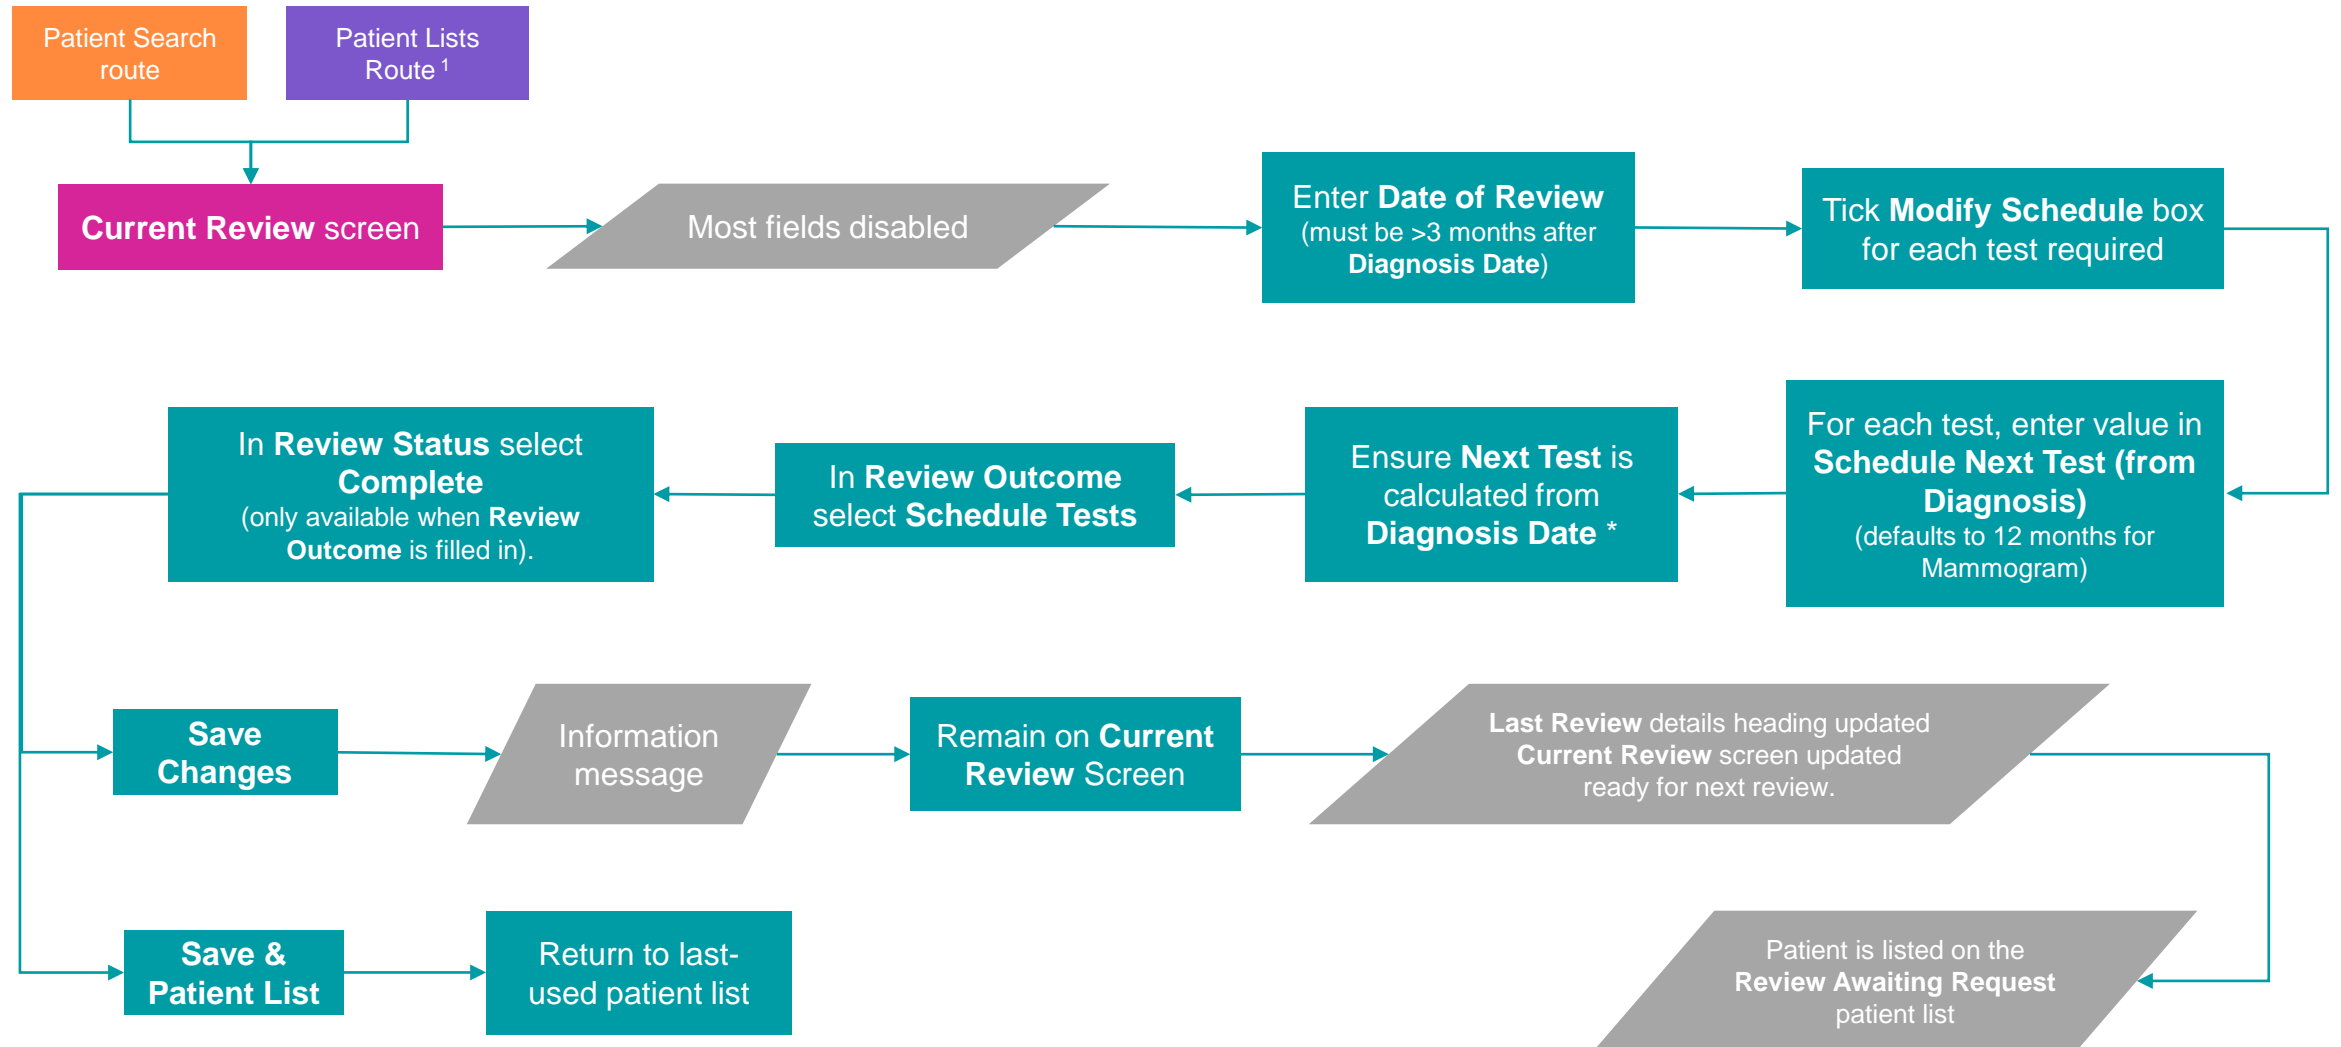 Patient Search
route
Patient Lists
Route ¹
Current Review screen
Most fields disabled
Enter Date of Review
(must be >3 months after
Diagnosis Date)
Tick Modify Schedule box
for each test required
For each test, enter value in
Schedule Next Test (from
Diagnosis)
(defaults to 12 months for
Mammogram)
Ensure Next Test is
calculated from
Diagnosis Date *
In Review Outcome
select Schedule Tests
In Review Status select
Complete
(only available when Review
Outcome is filled in).
Save
Changes
Information
message
Remain on Current
Review Screen
Last Review details heading updated
Current Review screen updated
ready for next review.
Save &
Patient List
Return to last-
used patient list
Patient is listed on the
Review Awaiting Request
patient list